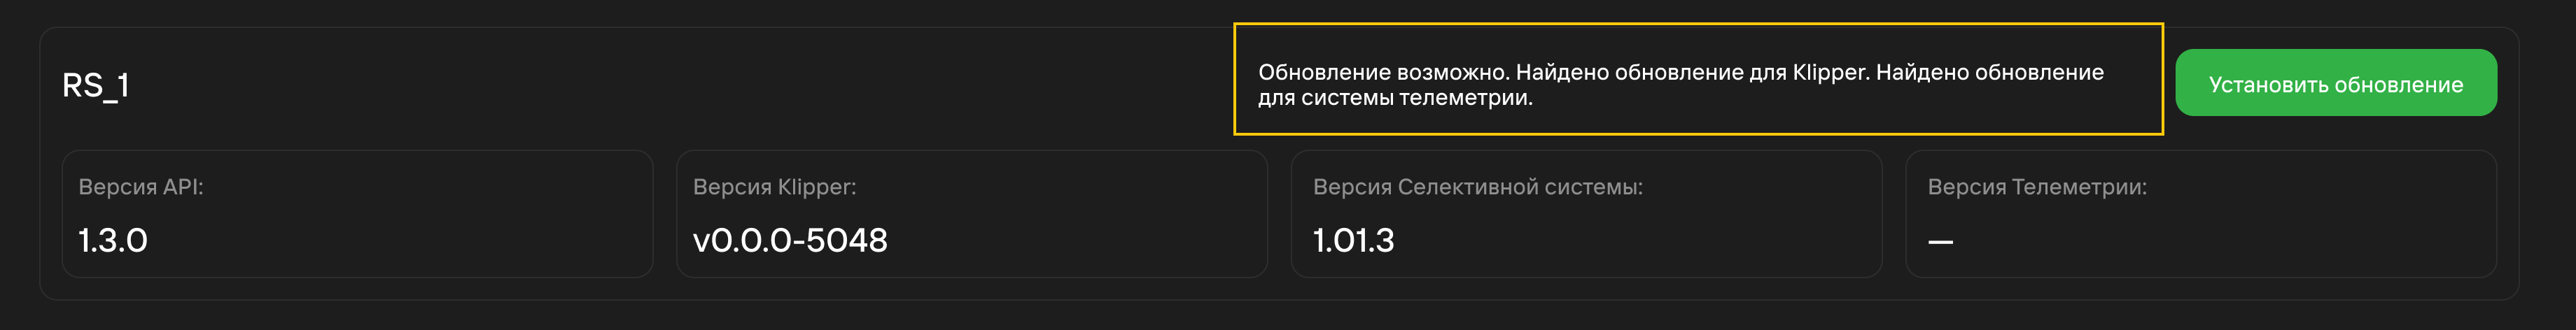 RS_1
Обновление возможно. Найдено обновление для Klipper. Найдено обновление
для системы телеметрии.
Установить обновление
Версия API:
1.3.0
Версия Klipper:
v0.0.0-5048
Версия Селективной системы:
1.01.3
Версия Телеметрии:
—